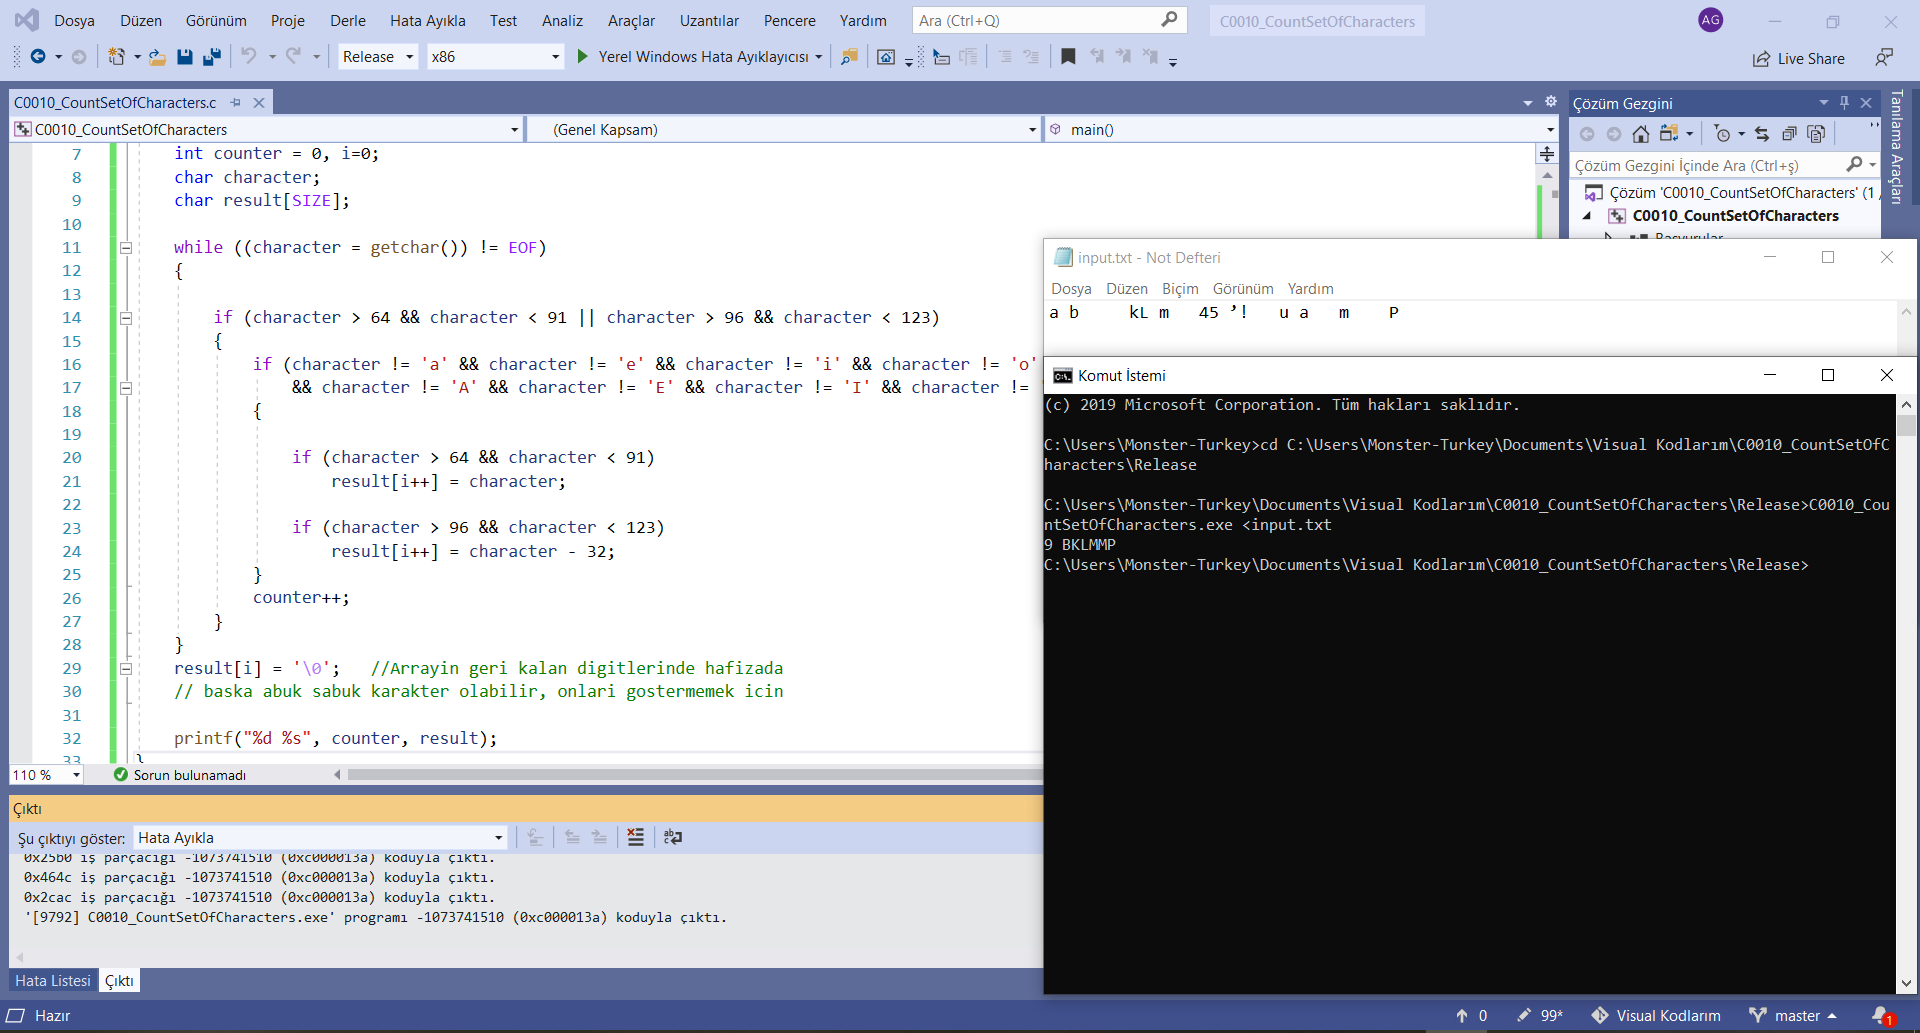 Dosya Düzen Görünüm Proje Derle Hata Ayıkla Test Analiz Araçlar Uzantılar Pencere Yardım Ara (Ctrl+Q) C0010_CountSetOfCharacters AG
Release x86 Yerel Windows Hata Ayıklayıcısı Live Share
C0010_CountSetOfCharacters.c
C0010_CountSetOfCharacters (Genel Kapsam) main()
7 int counter = 0, i=0;
8 char character;
9 char result[SIZE];
10
11 while ((character = getchar()) != EOF)
12 {
13
14 if (character > 64 && character < 91 || character > 96 && character < 123)
15 {
16 if (character != 'a' && character != 'e' && character != 'i' && character != 'o'
17 && character != 'A' && character != 'E' && character != 'I' && character !=
18 {
19
20 if (character > 64 && character < 91)
21 result[i++] = character;
22
23 if (character > 96 && character < 123)
24 result[i++] = character - 32;
25 }
26 counter++;
27 }
28 }
29 result[i] = '\0'; //Arrayin geri kalan digitlerinde hafizada
30 // baska abuk sabuk karakter olabilir, onlari gostermemek icin
31
32 printf("%d %s", counter, result);
33 }
110 % Sorun bulunamadı
Çıktı
Şu çıktıyı göster: Hata Ayıkla
0x25b0 iş parçacığı -1073741510 (0xc000013a) koduyla çıktı.
0x464c iş parçacığı -1073741510 (0xc000013a) koduyla çıktı.
0x2cac iş parçacığı -1073741510 (0xc000013a) koduyla çıktı.
'[9792] C0010_CountSetOfCharacters.exe' programı -1073741510 (0xc000013a) koduyla çıktı.
Hata Listesi Çıktı
Çözüm Gezgini
Çözüm Gezgini İçinde Ara (Ctrl+ş)
Çözüm 'C0010_CountSetOfCharacters' (1 /
C0010_CountSetOfCharacters
Başvurular
Tanılama Araçları
input.txt - Not Defteri
Dosya Düzen Biçim Görünüm Yardım
a b     kL m   45 ’!   u a   m    P
Komut İstemi
(c) 2019 Microsoft Corporation. Tüm hakları saklıdır.
C:\Users\Monster-Turkey>cd C:\Users\Monster-Turkey\Documents\Visual Kodlarım\C0010_CountSetOfC
haracters\Release
C:\Users\Monster-Turkey\Documents\Visual Kodlarım\C0010_CountSetOfCharacters\Release>C0010_Cou
ntSetOfCharacters.exe <input.txt
9 BKLMMP
C:\Users\Monster-Turkey\Documents\Visual Kodlarım\C0010_CountSetOfCharacters\Release>
Hazır 0 99* Visual Kodlarım master 1